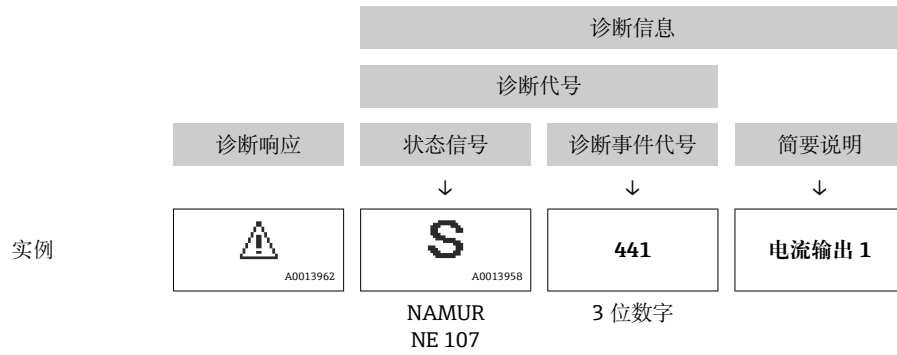 诊断信息
诊断代号
诊断响应 状态信号 诊断事件代号 简要说明
↓ ↓ ↓
实例 S 441 电流输出 1
A0013962 A0013958
NAMUR 3 位数字
NE 107